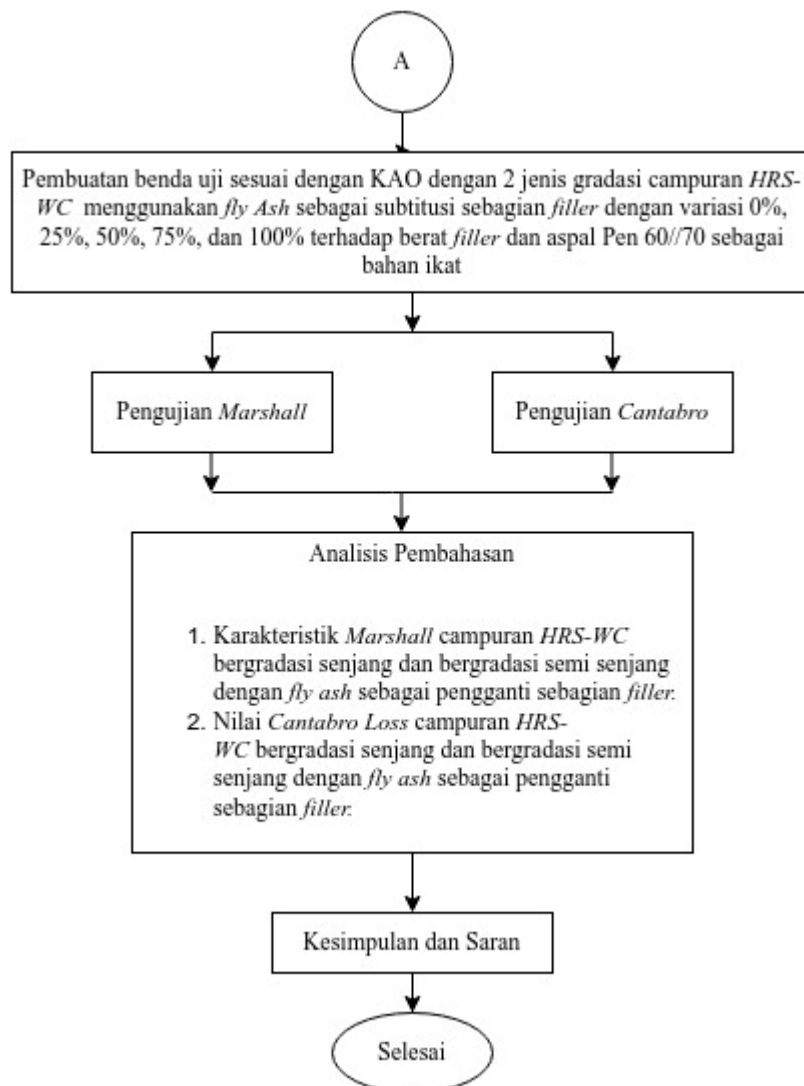 A
Pembuatan benda uji sesuai dengan KAO dengan 2 jenis gradasi campuran HRS-
WC menggunakan fly Ash sebagai subtitusi sebagian filler dengan variasi 0%,
25%, 50%, 75%, dan 100% terhadap berat filler dan aspal Pen 60//70 sebagai
bahan ikat
Pengujian Marshall
Pengujian Cantabro
Analisis Pembahasan
1. Karakteristik Marshall campuran HRS-WC
bergradasi senjang dan bergradasi semi senjang
dengan fly ash sebagai pengganti sebagian filler.
2. Nilai Cantabro Loss campuran HRS-
WC bergradasi senjang dan bergradasi semi
senjang dengan fly ash sebagai pengganti
sebagian filler.
Kesimpulan dan Saran
Selesai